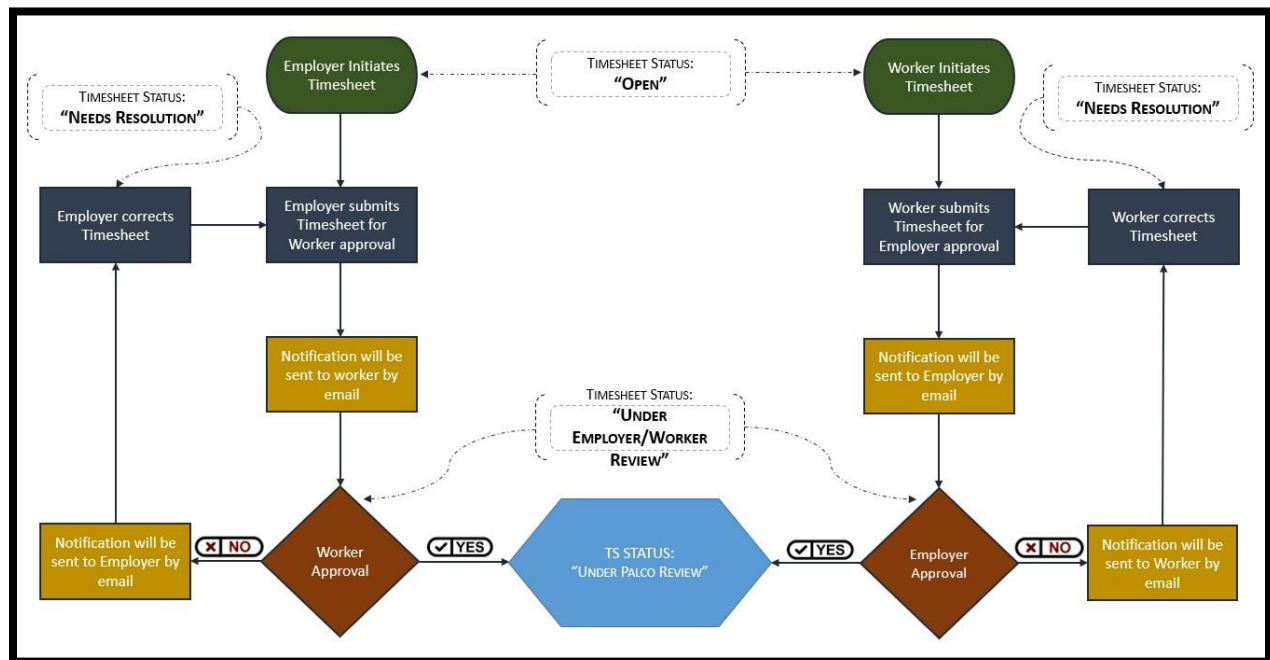 Employer Initiates
Timesheet
TIMESHEET STATUS:
“OPEN”
Worker Initiates
Timesheet
TIMESHEET STATUS:
“NEEDS RESOLUTION”
TIMESHEET STATUS:
“NEEDS RESOLUTION”
Employer corrects
Timesheet
Employer submits
Timesheet for
Worker approval
Worker submits
Timesheet for
Employer approval
Worker corrects
Timesheet
Notification will be
sent to worker by
email
Notification will be
sent to Employer by
email
TIMESHEET STATUS:
“UNDER
EMPLOYER/WORKER
REVIEW”
Notification will be
sent to Employer by
email
NO
Worker
Approval
YES
TS STATUS:
“UNDER PALCO REVIEW”
YES
Employer
Approval
NO
Notification will be
sent to Worker by
email